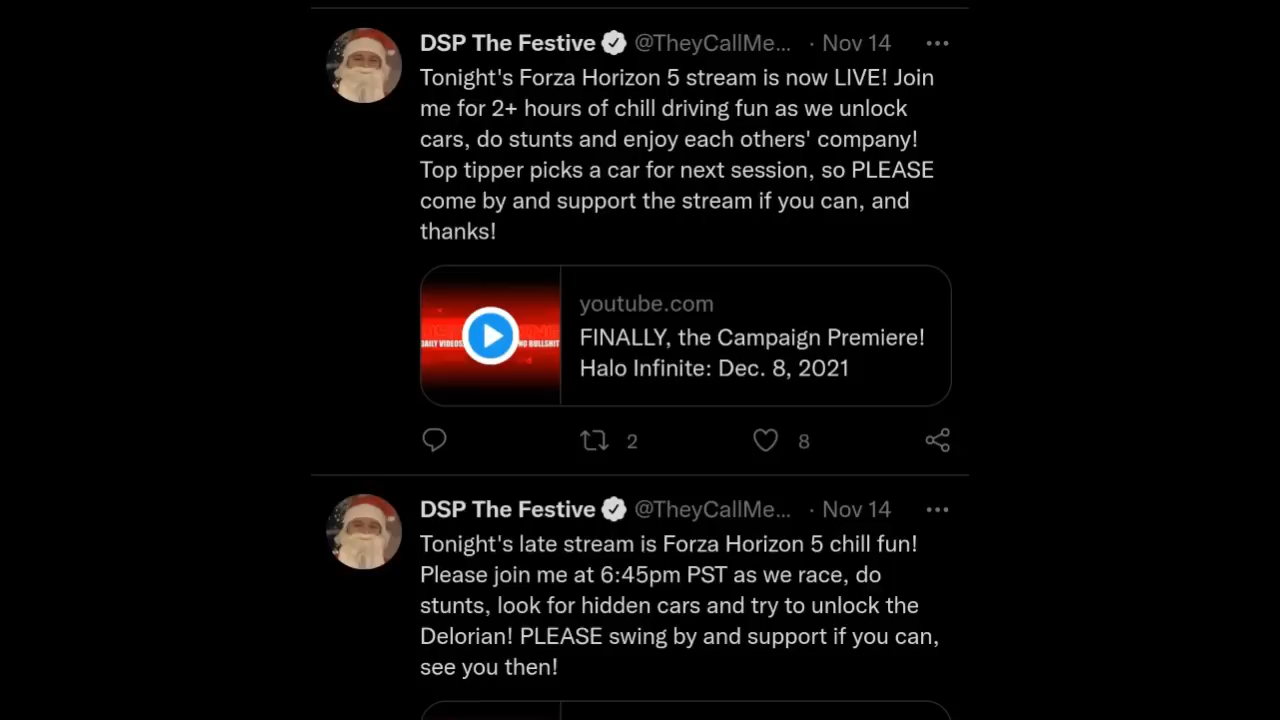 DSP The Festive @TheyCallMe... · Nov 14
Tonight's Forza Horizon 5 stream is now LIVE! Join
me for 2+ hours of chill driving fun as we unlock
cars, do stunts and enjoy each others' company!
Top tipper picks a car for next session, so PLEASE
come by and support the stream if you can, and
thanks!
youtube.com
FINALLY, the Campaign Premiere!
Halo Infinite: Dec. 8, 2021
DAILY VIDEOS NO BULLSHIT
2 8
DSP The Festive @TheyCallMe... · Nov 14
Tonight's late stream is Forza Horizon 5 chill fun!
Please join me at 6:45pm PST as we race, do
stunts, look for hidden cars and try to unlock the
Delorian! PLEASE swing by and support if you can,
see you then!